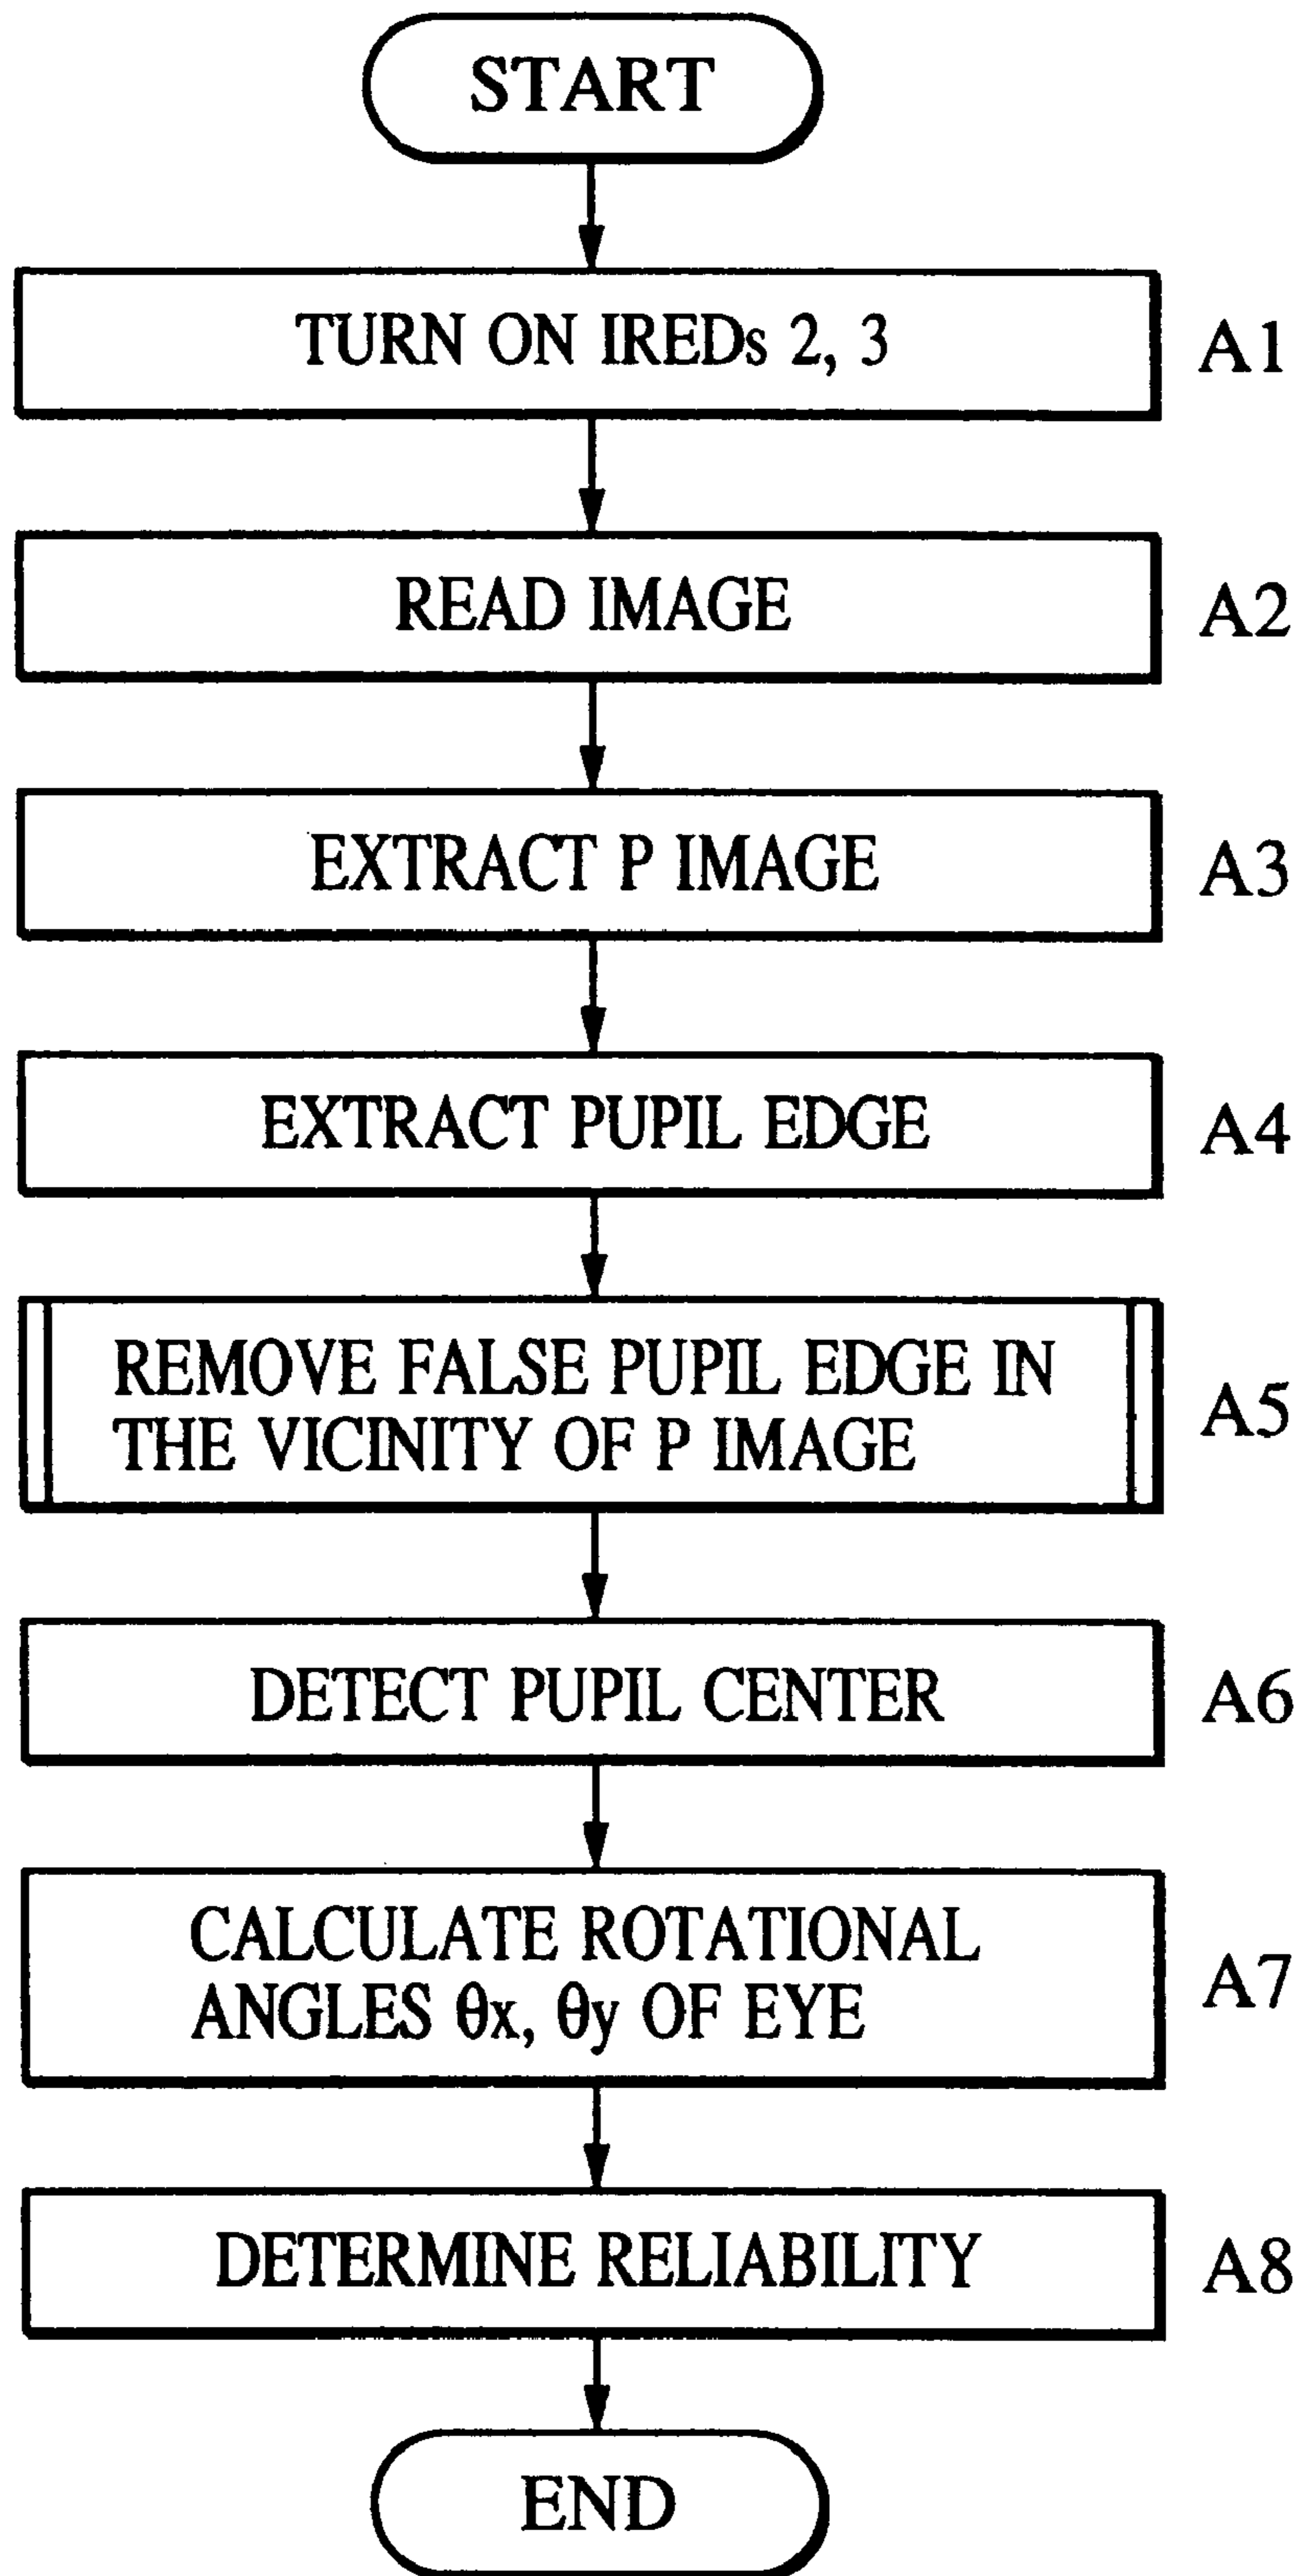 START
TURN ON IREDs 2, 3
A1
READ IMAGE
A2
EXTRACT P IMAGE
A3
EXTRACT PUPIL EDGE
A4
REMOVE FALSE PUPIL EDGE IN
THE VICINITY OF P IMAGE
A5
DETECT PUPIL CENTER
A6
CALCULATE ROTATIONAL
ANGLES θx, θy OF EYE
A7
DETERMINE RELIABILITY
A8
END